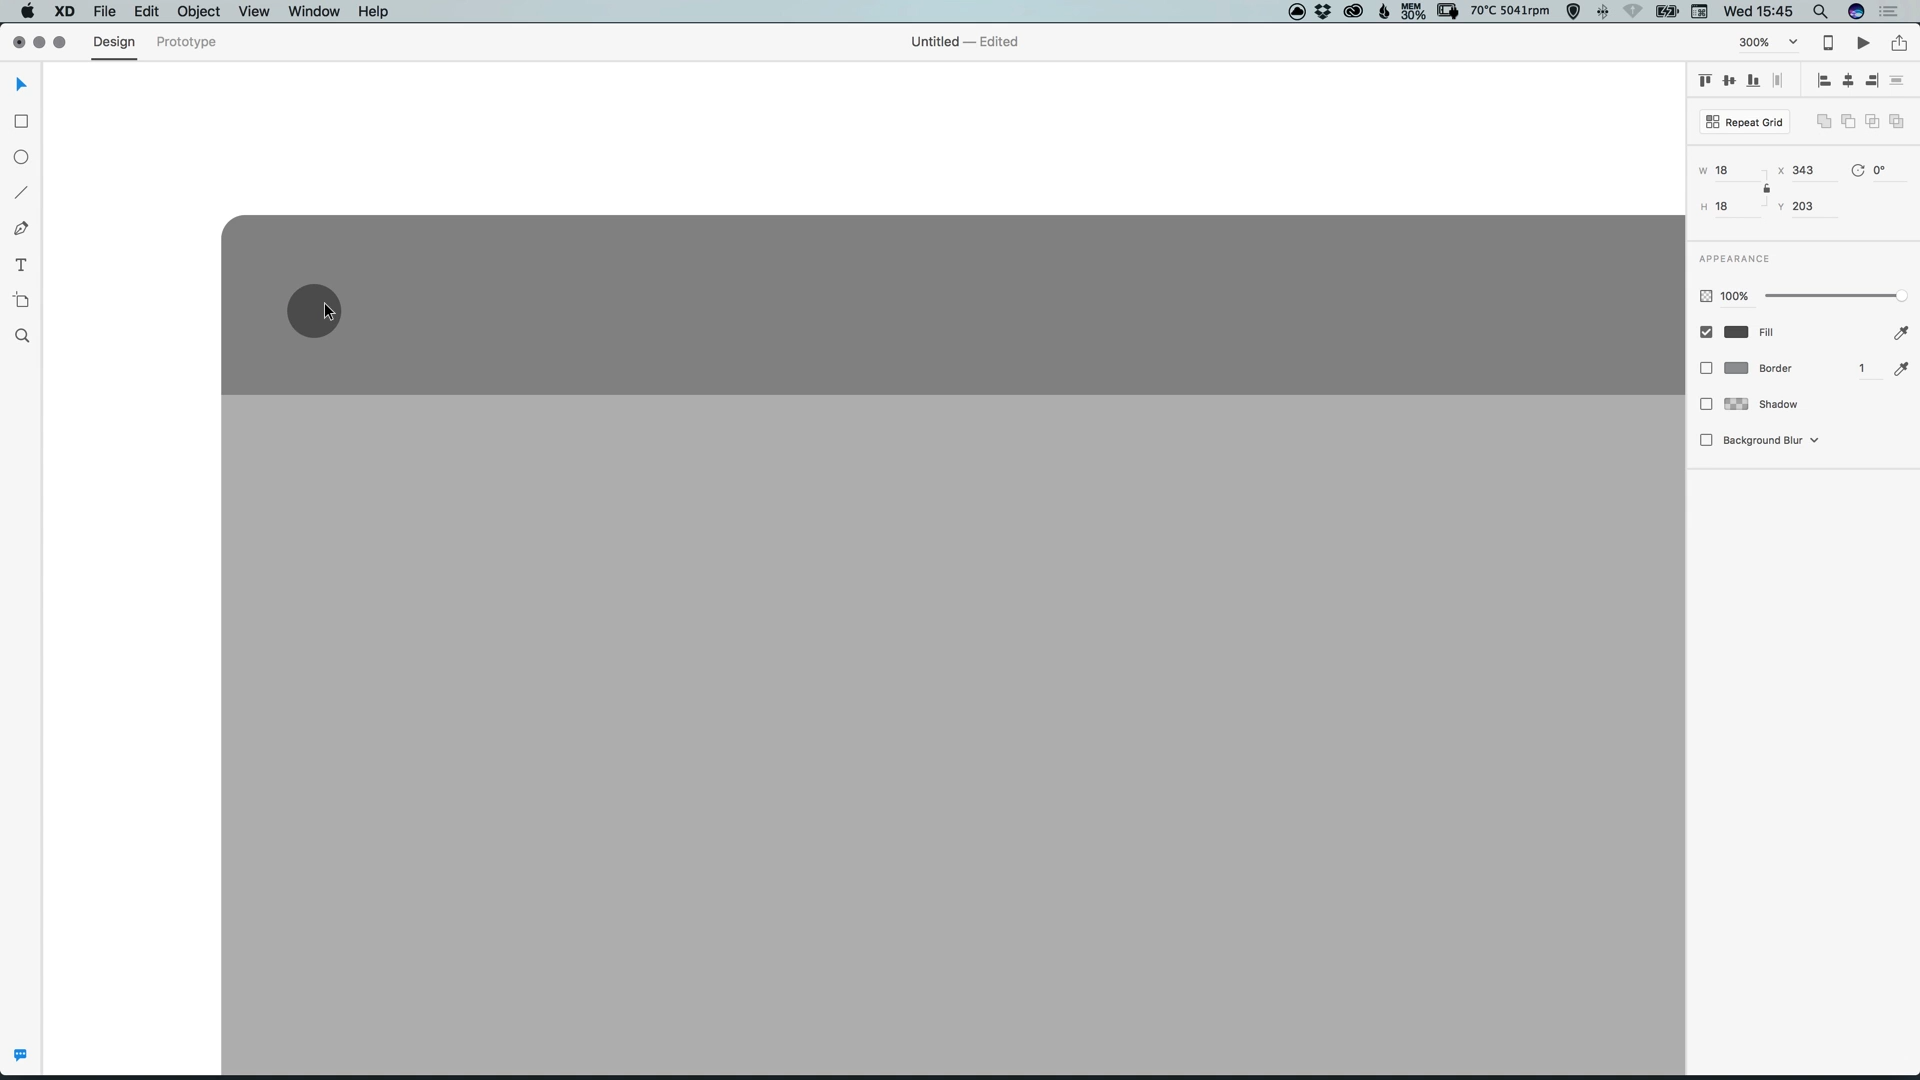 XD File Edit Object View Window Help MEM 30% 70°C 5041rpm Wed 15:45
Design Prototype Untitled — Edited 300%
Repeat Grid
W 18 X 343 0°
H 18 Y 203
APPEARANCE
100%
Fill
Border 1
Shadow
Background Blur
T